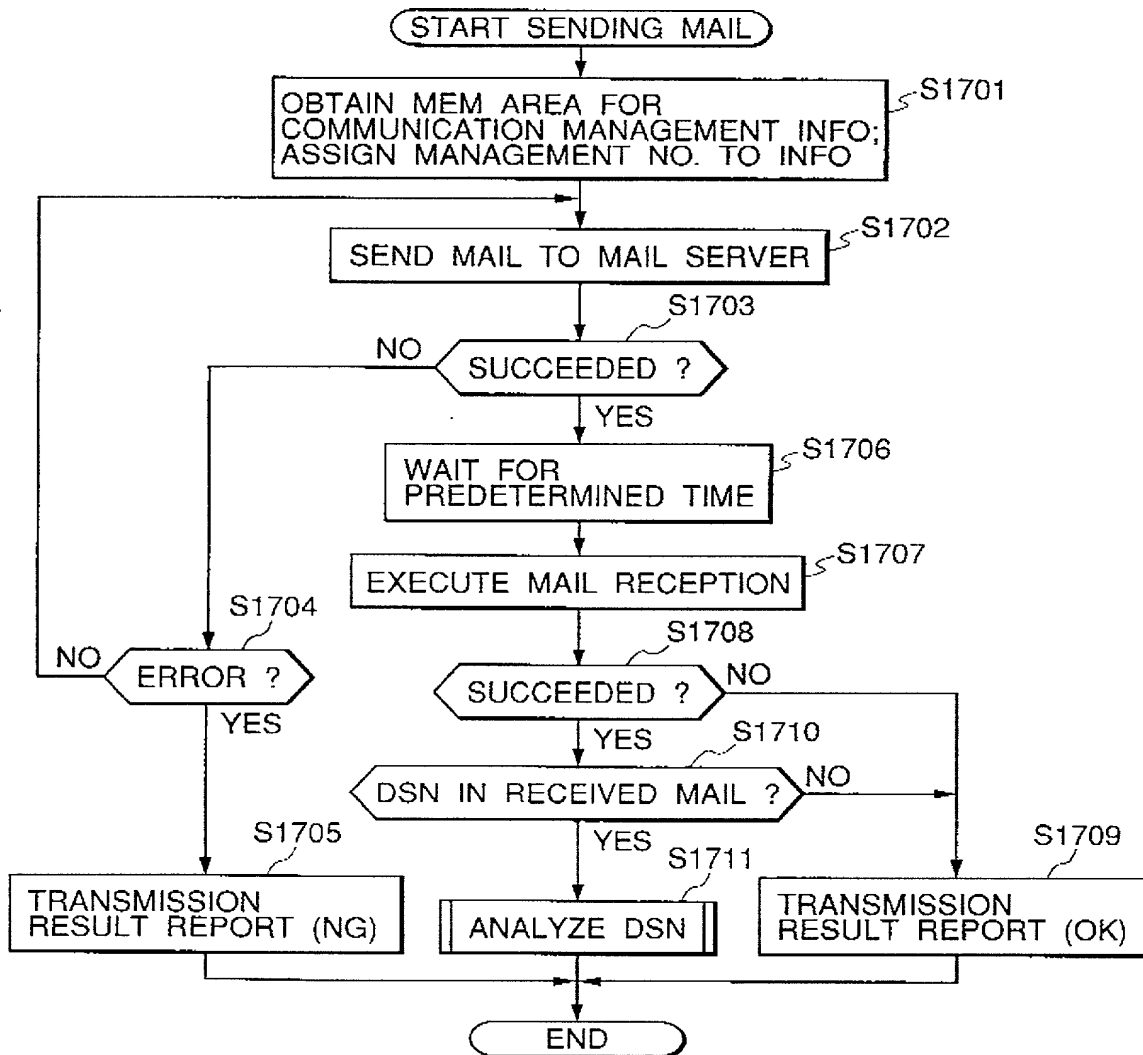 START SENDING MAIL
S1701
OBTAIN MEM AREA FOR
COMMUNICATION MANAGEMENT INFO;
ASSIGN MANAGEMENT NO. TO INFO
S1702
SEND MAIL TO MAIL SERVER
S1703
NO
SUCCEEDED ?
YES
S1706
WAIT FOR
PREDETERMINED TIME
S1707
EXECUTE MAIL RECEPTION
S1704
NO
ERROR ?
YES
S1708
SUCCEEDED ?
NO
YES
S1710
DSN IN RECEIVED MAIL ?
NO
YES
S1705
TRANSMISSION
RESULT REPORT (NG)
S1711
ANALYZE DSN
S1709
TRANSMISSION
RESULT REPORT (OK)
END